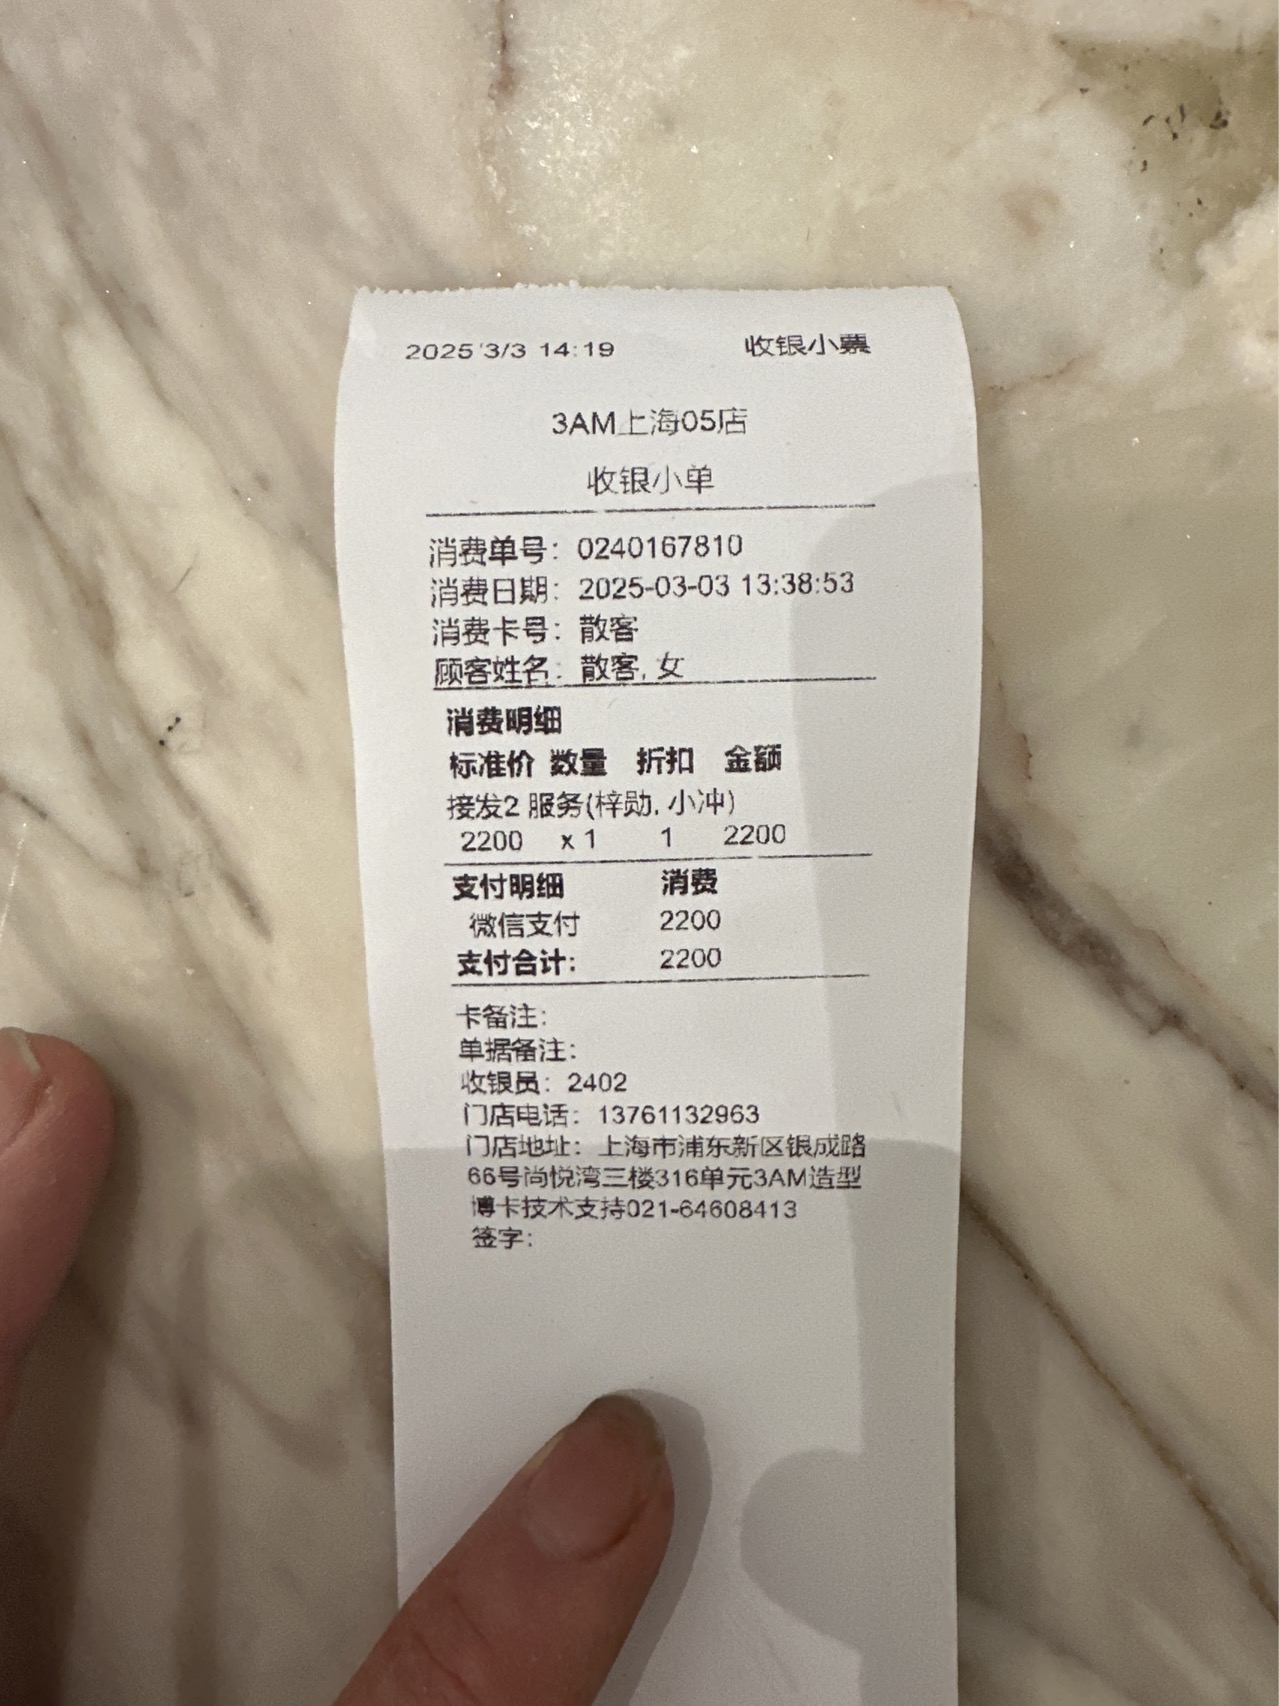 2025/3/3 14:19 收银小票
3AM上海05店
收银小单
消费单号：0240167810
消费日期：2025-03-03 13:38:53
消费卡号：散客
顾客姓名：散客, 女
消费明细
标准价 数量 折扣 金额
接发2 服务(梓勋, 小冲)
2200 x 1 1 2200
支付明细 消费
微信支付 2200
支付合计： 2200
卡备注：
单据备注：
收银员：2402
门店电话：13761132963
门店地址：上海市浦东新区银成路
66号尚悦湾三楼316单元3AM造型
博卡技术支持021-64608413
签字：